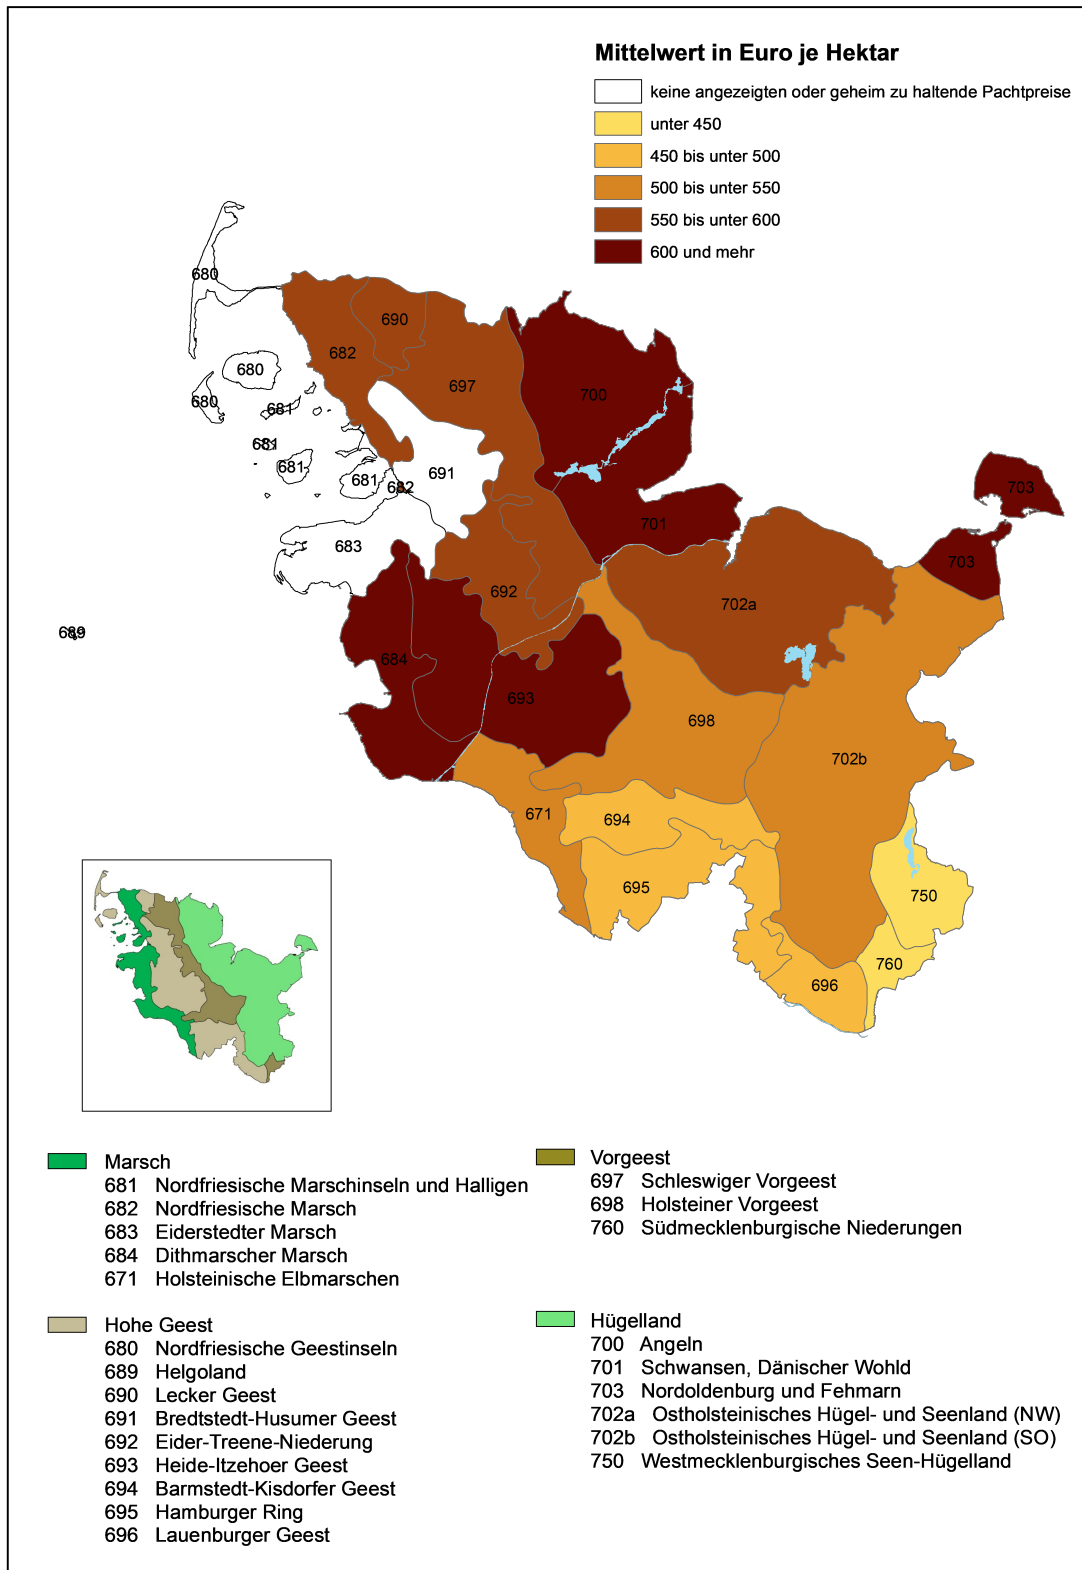 Mittelwert in Euro je Hektar
keine angezeigten oder geheim zu haltende Pachtpreise
unter 450
450 bis unter 500
500 bis unter 550
550 bis unter 600
600 und mehr
680
690
682
680
697
700
680
681
681
681
681
682
691
703
701
683
703
692
702a
689
684
693
698
702b
671
694
695
750
760
696
Marsch
681 Nordfriesische Marschinseln und Halligen
682 Nordfriesische Marsch
683 Eiderstedter Marsch
684 Dithmarscher Marsch
671 Holsteinische Elbmarschen
Hohe Geest
680 Nordfriesische Geestinseln
689 Helgoland
690 Lecker Geest
691 Bredtstedt-Husumer Geest
692 Eider-Treene-Niederung
693 Heide-Itzehoer Geest
694 Barmstedt-Kisdorfer Geest
695 Hamburger Ring
696 Lauenburger Geest
Vorgeest
697 Schleswiger Vorgeest
698 Holsteiner Vorgeest
760 Südmecklenburgische Niederungen
Hügelland
700 Angeln
701 Schwansen, Dänischer Wohld
703 Nordoldenburg und Fehmarn
702a Ostholsteinisches Hügel- und Seenland (NW)
702b Ostholsteinisches Hügel- und Seenland (SO)
750 Westmecklenburgisches Seen-Hügelland